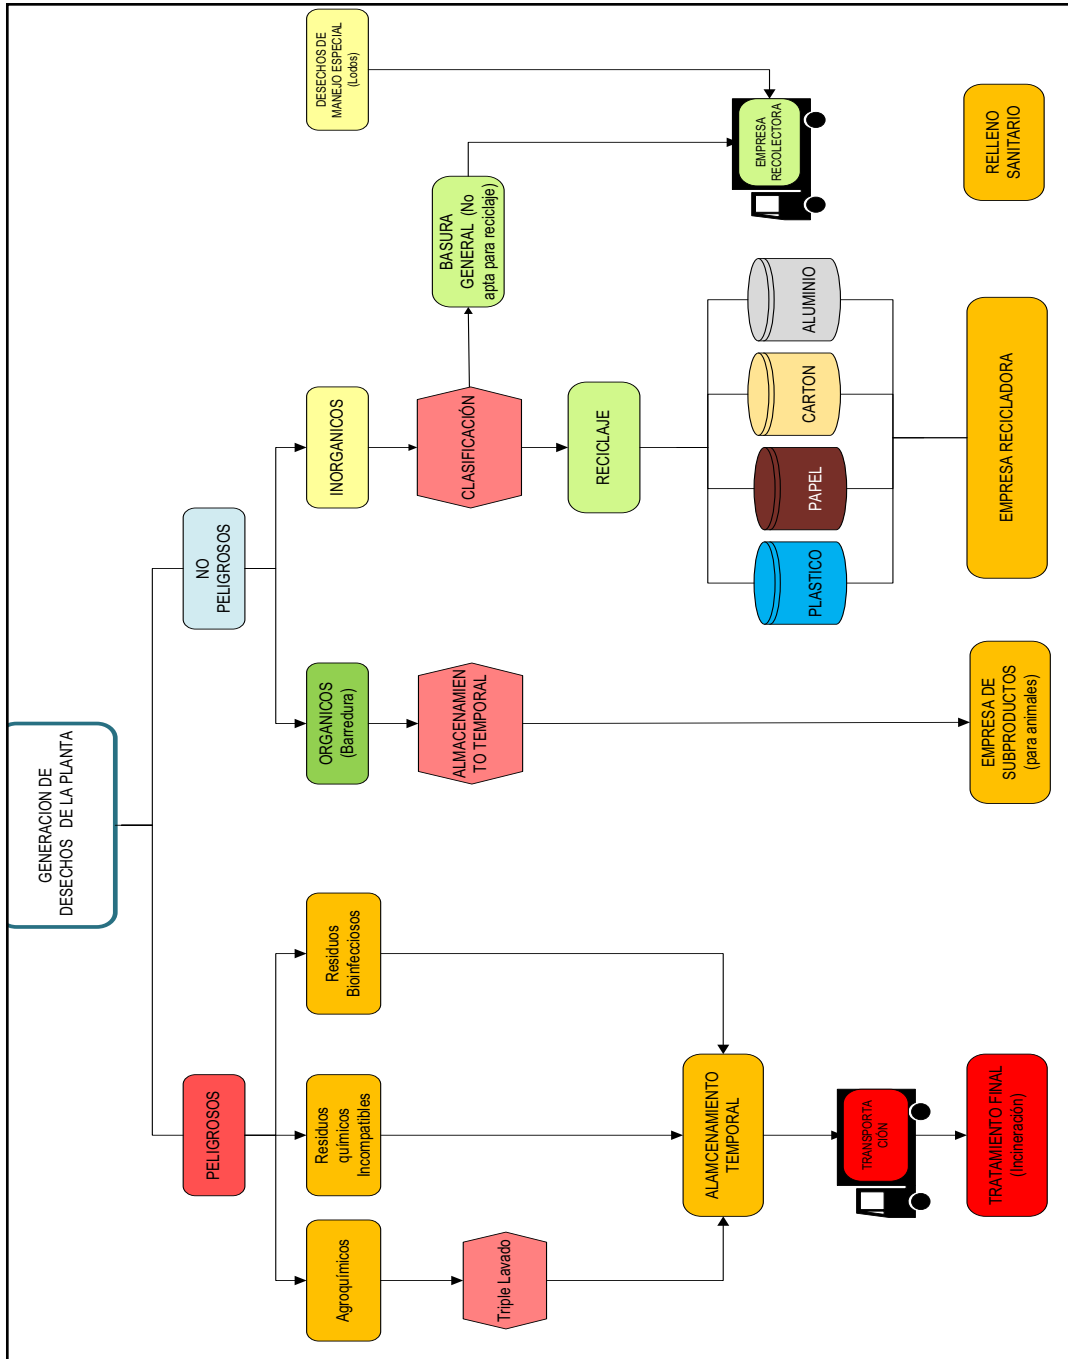 GENERACION DE
DESECHOS DE LA PLANTA
PELIGROSOS
NO
PELIGROSOS
Agroquímicos
Residuos
químicos
Incompatibles
Residuos
Bioinfecciosos
ORGANICOS
(Barredura)
INORGANICOS
DESECHOS DE
MANEJO ESPECIAL
(Lodos)
Triple Lavado
ALMACENAMIEN
TO TEMPORAL
CLASIFICACIÓN
BASURA
GENERAL (No
apta para reciclaje)
RECICLAJE
ALAMCENAMIENTO
TEMPORAL
PLASTICO
PAPEL
CARTON
ALUMINIO
EMPRESA
RECOLECTORA
TRANSPORTA
CIÓN
TRATAMIENTO FINAL
(Incineración)
EMPRESA DE
SUBPRODUCTOS
(para animales)
EMPRESA RECICLADORA
RELLENO
SANITARIO